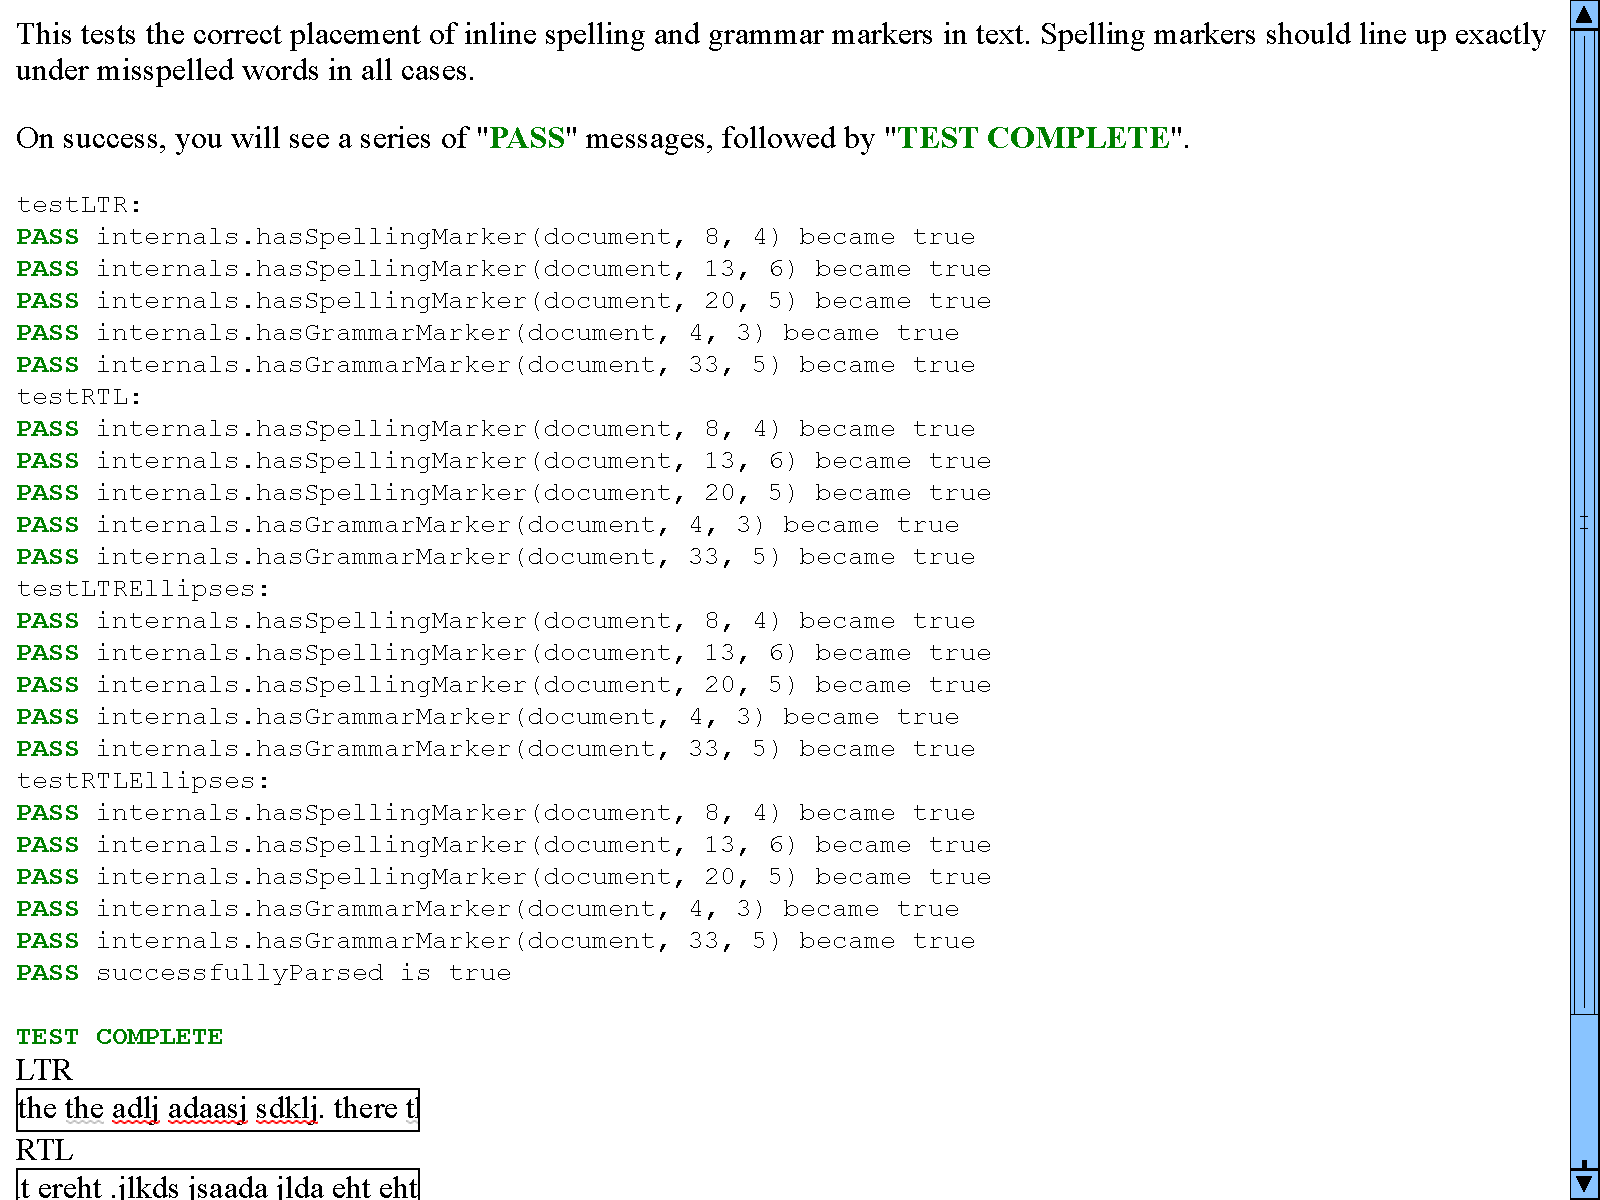 This tests the correct placement of inline spelling and grammar markers in text. Spelling markers should line up exactly
under misspelled words in all cases.
On success, you will see a series of "PASS" messages, followed by "TEST COMPLETE".
testLTR:
PASS internals.hasSpellingMarker(document, 8, 4) became true
PASS internals.hasSpellingMarker(document, 13, 6) became true
PASS internals.hasSpellingMarker(document, 20, 5) became true
PASS internals.hasGrammarMarker(document, 4, 3) became true
PASS internals.hasGrammarMarker(document, 33, 5) became true
testRTL:
PASS internals.hasSpellingMarker(document, 8, 4) became true
PASS internals.hasSpellingMarker(document, 13, 6) became true
PASS internals.hasSpellingMarker(document, 20, 5) became true
PASS internals.hasGrammarMarker(document, 4, 3) became true
PASS internals.hasGrammarMarker(document, 33, 5) became true
testLTREllipses:
PASS internals.hasSpellingMarker(document, 8, 4) became true
PASS internals.hasSpellingMarker(document, 13, 6) became true
PASS internals.hasSpellingMarker(document, 20, 5) became true
PASS internals.hasGrammarMarker(document, 4, 3) became true
PASS internals.hasGrammarMarker(document, 33, 5) became true
testRTLEllipses:
PASS internals.hasSpellingMarker(document, 8, 4) became true
PASS internals.hasSpellingMarker(document, 13, 6) became true
PASS internals.hasSpellingMarker(document, 20, 5) became true
PASS internals.hasGrammarMarker(document, 4, 3) became true
PASS internals.hasGrammarMarker(document, 33, 5) became true
PASS successfullyParsed is true
TEST COMPLETE
LTR
the the adlj adaasj sdklj. there t
RTL
t ereht .jlkds jsaada jlda eht eht